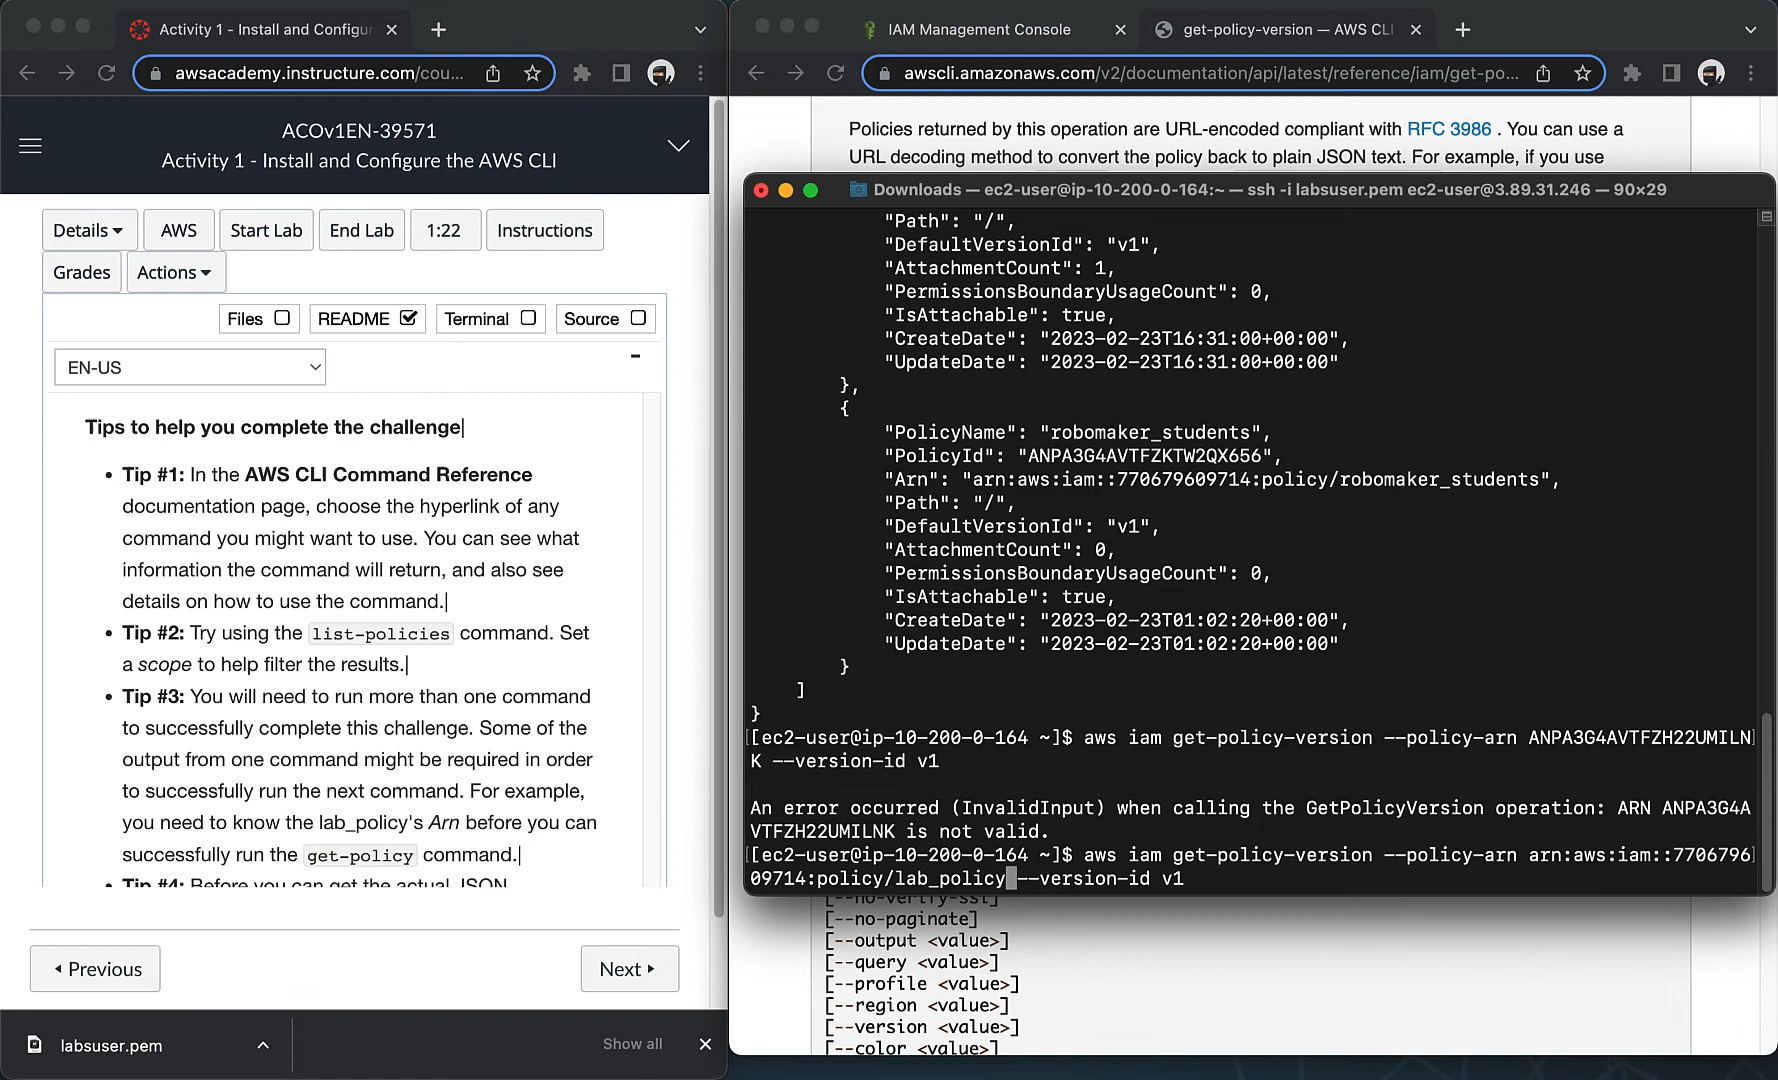 Activity 1 - Install and Configur
awsacademy.instructure.com/cou...
ACOv1EN-39571
Activity 1 - Install and Configure the AWS CLI
Details
AWS
Start Lab
End Lab
1:22
Instructions
Grades
Actions
Files
README
Terminal
Source
EN-US
Tips to help you complete the challenge
• Tip #1: In the AWS CLI Command Reference
documentation page, choose the hyperlink of any
command you might want to use. You can see what
information the command will return, and also see
details on how to use the command.
• Tip #2: Try using the list-policies command. Set
a scope to help filter the results.
• Tip #3: You will need to run more than one command
to successfully complete this challenge. Some of the
output from one command might be required in order
to successfully run the next command. For example,
you need to know the lab_policy's Arn before you can
successfully run the get-policy command.
• Tip #4: Before you can get the actual JSON
Previous
Next
labsuser.pem
Show all
IAM Management Console
get-policy-version — AWS CLI
awscli.amazonaws.com/v2/documentation/api/latest/reference/iam/get-po...
Policies returned by this operation are URL-encoded compliant with RFC 3986 . You can use a
URL decoding method to convert the policy back to plain JSON text. For example, if you use
Downloads — ec2-user@ip-10-200-0-164:~ — ssh -i labsuser.pem ec2-user@3.89.31.246 — 90×29
"Path": "/",
"DefaultVersionId": "v1",
"AttachmentCount": 1,
"PermissionsBoundaryUsageCount": 0,
"IsAttachable": true,
"CreateDate": "2023-02-23T16:31:00+00:00",
"UpdateDate": "2023-02-23T16:31:00+00:00"
},
{
"PolicyName": "robomaker_students",
"PolicyId": "ANPA3G4AVTFZKTW2QX656",
"Arn": "arn:aws:iam::770679609714:policy/robomaker_students",
"Path": "/",
"DefaultVersionId": "v1",
"AttachmentCount": 0,
"PermissionsBoundaryUsageCount": 0,
"IsAttachable": true,
"CreateDate": "2023-02-23T01:02:20+00:00",
"UpdateDate": "2023-02-23T01:02:20+00:00"
}
]
}
[[ec2-user@ip-10-200-0-164 ~]$ aws iam get-policy-version --policy-arn ANPA3G4AVTFZH22UMILN]
K --version-id v1
An error occurred (InvalidInput) when calling the GetPolicyVersion operation: ARN ANPA3G4A
VTFZH22UMILNK is not valid.
[[ec2-user@ip-10-200-0-164 ~]$ aws iam get-policy-version --policy-arn arn:aws:iam::7706796]
09714:policy/lab_policy --version-id v1
[--no-verify-ssl]
[--no-paginate]
[--output <value>]
[--query <value>]
[--profile <value>]
[--region <value>]
[--version <value>]
[--color <value>]